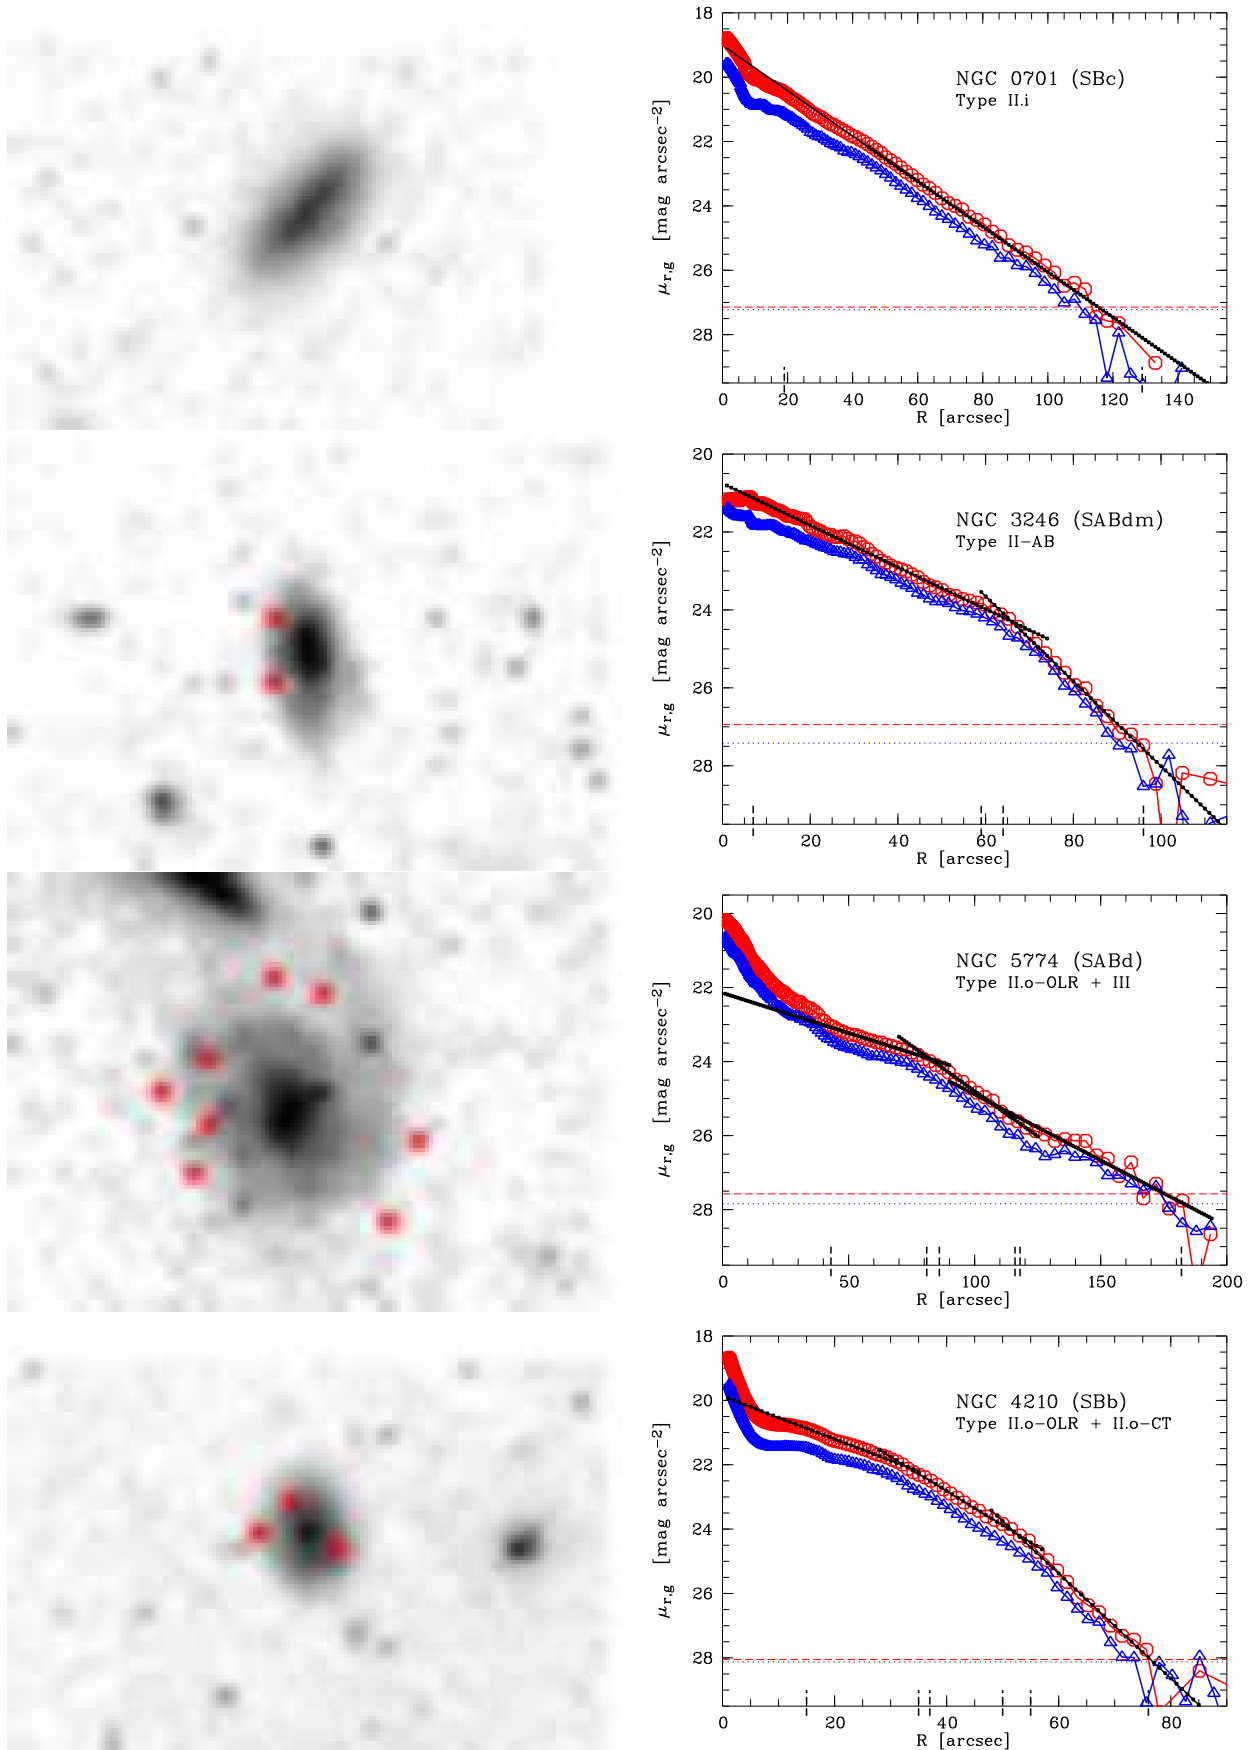 18
20
22
24
26
28
μr,g [mag arcsec−2]
NGC 0701 (SBc)
Type II.i
0 20 40 60 80 100 120 140
R [arcsec]
20
22
24
26
28
μr,g [mag arcsec−2]
NGC 3246 (SABdm)
Type II−AB
0 20 40 60 80 100
R [arcsec]
20
22
24
26
28
μr,g [mag arcsec−2]
NGC 5774 (SABd)
Type II.o−OLR + III
0 50 100 150 200
R [arcsec]
18
20
22
24
26
28
μr,g [mag arcsec−2]
NGC 4210 (SBb)
Type II.o−OLR + II.o−CT
0 20 40 60 80
R [arcsec]